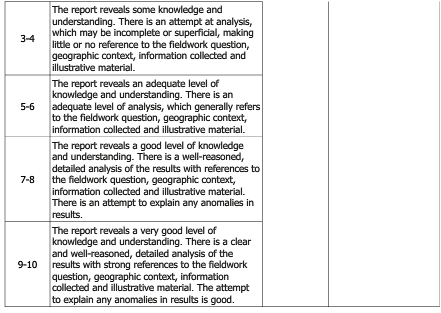 The report reveals some knowledge and
understanding. There is an attempt at analysis,
which may be incomplete or superficial, making
3-4
little or no reference to the fieldwork question,
geographic context, information collected and
illustrative material.
The report reveals an adequate level of
knowledge and understanding. There is an
5-6
adequate level of analysis, which generally refers
to the fieldwork question, geographic context,
information collected and illustrative material.
The report reveals a good level of knowledge
and understanding. There is a well-reasoned,
detailed analysis of the results with references to
7-8
the fieldwork question, geographic context,
information collected and illustrative material.
There is an attempt to explain any anomalies in
results.
The report reveals a very good level of
knowledge and understanding. There is a clear
and well-reasoned, detailed analysis of the
9-10
results with strong references to the fieldwork
question, geographic context, information
collected and illustrative material. The attempt
to explain any anomalies in results is good.